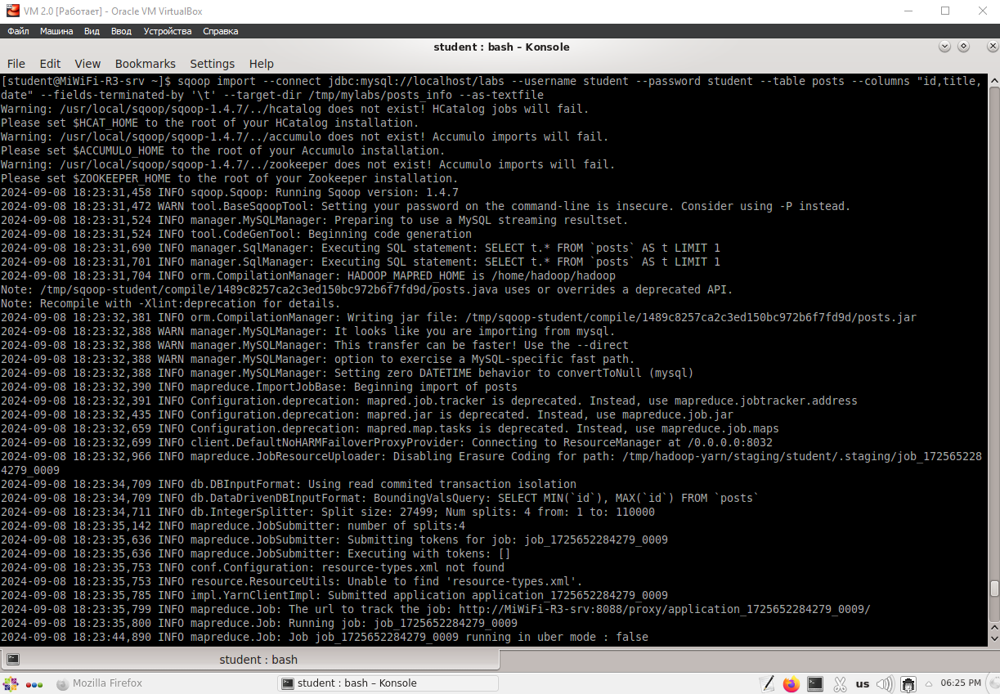 VM 2.0 [Работает] - Oracle VM VirtualBox
Файл Машина Вид Ввод Устройства Справка
student : bash – Konsole
File Edit View Bookmarks Settings Help
[student@MiWiFi-R3-srv ~]$ sqoop import --connect jdbc:mysql://localhost/labs --username student --password student --table posts --columns "id,title,
date" --fields-terminated-by '\t' --target-dir /tmp/mylabs/posts_info --as-textfile
Warning: /usr/local/sqoop/sqoop-1.4.7/../hcatalog does not exist! HCatalog jobs will fail.
Please set $HCAT_HOME to the root of your HCatalog installation.
Warning: /usr/local/sqoop/sqoop-1.4.7/../accumulo does not exist! Accumulo imports will fail.
Please set $ACCUMULO_HOME to the root of your Accumulo installation.
Warning: /usr/local/sqoop/sqoop-1.4.7/../zookeeper does not exist! Accumulo imports will fail.
Please set $ZOOKEEPER_HOME to the root of your Zookeeper installation.
2024-09-08 18:23:31,458 INFO sqoop.Sqoop: Running Sqoop version: 1.4.7
2024-09-08 18:23:31,472 WARN tool.BaseSqoopTool: Setting your password on the command-line is insecure. Consider using -P instead.
2024-09-08 18:23:31,524 INFO manager.MySQLManager: Preparing to use a MySQL streaming resultset.
2024-09-08 18:23:31,524 INFO tool.CodeGenTool: Beginning code generation
2024-09-08 18:23:31,690 INFO manager.SqlManager: Executing SQL statement: SELECT t.* FROM `posts` AS t LIMIT 1
2024-09-08 18:23:31,701 INFO manager.SqlManager: Executing SQL statement: SELECT t.* FROM `posts` AS t LIMIT 1
2024-09-08 18:23:31,704 INFO orm.CompilationManager: HADOOP_MAPRED_HOME is /home/hadoop/hadoop
Note: /tmp/sqoop-student/compile/1489c8257ca2c3ed150bc972b6f7fd9d/posts.java uses or overrides a deprecated API.
Note: Recompile with -Xlint:deprecation for details.
2024-09-08 18:23:32,381 INFO orm.CompilationManager: Writing jar file: /tmp/sqoop-student/compile/1489c8257ca2c3ed150bc972b6f7fd9d/posts.jar
2024-09-08 18:23:32,388 WARN manager.MySQLManager: It looks like you are importing from mysql.
2024-09-08 18:23:32,388 WARN manager.MySQLManager: This transfer can be faster! Use the --direct
2024-09-08 18:23:32,388 WARN manager.MySQLManager: option to exercise a MySQL-specific fast path.
2024-09-08 18:23:32,388 INFO manager.MySQLManager: Setting zero DATETIME behavior to convertToNull (mysql)
2024-09-08 18:23:32,390 INFO mapreduce.ImportJobBase: Beginning import of posts
2024-09-08 18:23:32,391 INFO Configuration.deprecation: mapred.job.tracker is deprecated. Instead, use mapreduce.jobtracker.address
2024-09-08 18:23:32,435 INFO Configuration.deprecation: mapred.jar is deprecated. Instead, use mapreduce.job.jar
2024-09-08 18:23:32,659 INFO Configuration.deprecation: mapred.map.tasks is deprecated. Instead, use mapreduce.job.maps
2024-09-08 18:23:32,699 INFO client.DefaultNoHARMFailoverProxyProvider: Connecting to ResourceManager at /0.0.0.0:8032
2024-09-08 18:23:32,966 INFO mapreduce.JobResourceUploader: Disabling Erasure Coding for path: /tmp/hadoop-yarn/staging/student/.staging/job_172565228
4279_0009
2024-09-08 18:23:34,709 INFO db.DBInputFormat: Using read commited transaction isolation
2024-09-08 18:23:34,709 INFO db.DataDrivenDBInputFormat: BoundingValsQuery: SELECT MIN(`id`), MAX(`id`) FROM `posts`
2024-09-08 18:23:34,711 INFO db.IntegerSplitter: Split size: 27499; Num splits: 4 from: 1 to: 110000
2024-09-08 18:23:35,142 INFO mapreduce.JobSubmitter: number of splits:4
2024-09-08 18:23:35,636 INFO mapreduce.JobSubmitter: Submitting tokens for job: job_1725652284279_0009
2024-09-08 18:23:35,636 INFO mapreduce.JobSubmitter: Executing with tokens: []
2024-09-08 18:23:35,753 INFO conf.Configuration: resource-types.xml not found
2024-09-08 18:23:35,753 INFO resource.ResourceUtils: Unable to find 'resource-types.xml'.
2024-09-08 18:23:35,785 INFO impl.YarnClientImpl: Submitted application application_1725652284279_0009
2024-09-08 18:23:35,799 INFO mapreduce.Job: The url to track the job: http://MiWiFi-R3-srv:8088/proxy/application_1725652284279_0009/
2024-09-08 18:23:35,800 INFO mapreduce.Job: Running job: job_1725652284279_0009
2024-09-08 18:23:44,890 INFO mapreduce.Job: Job job_1725652284279_0009 running in uber mode : false
student : bash
Mozilla Firefox student : bash – Konsole us 06:25 PM